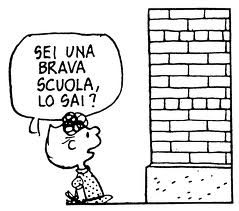 SEI UNA
BRAVA
SCUOLA,
LO SAI?